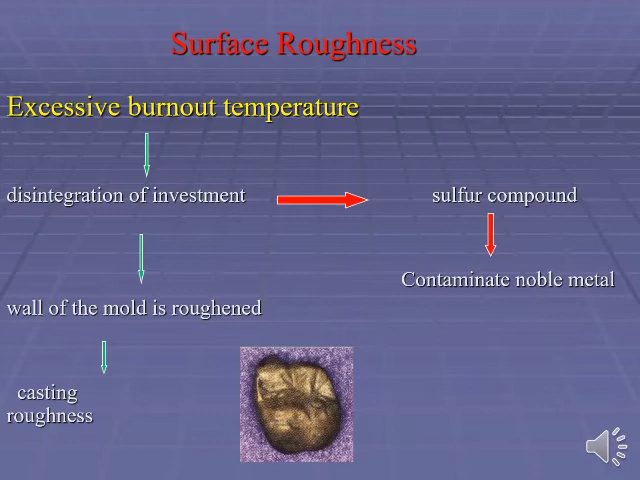 Surface Roughness
Excessive burnout temperature
disintegration of investment
sulfur compound
Contaminate noble metal
wall of the mold is roughened
casting
roughness